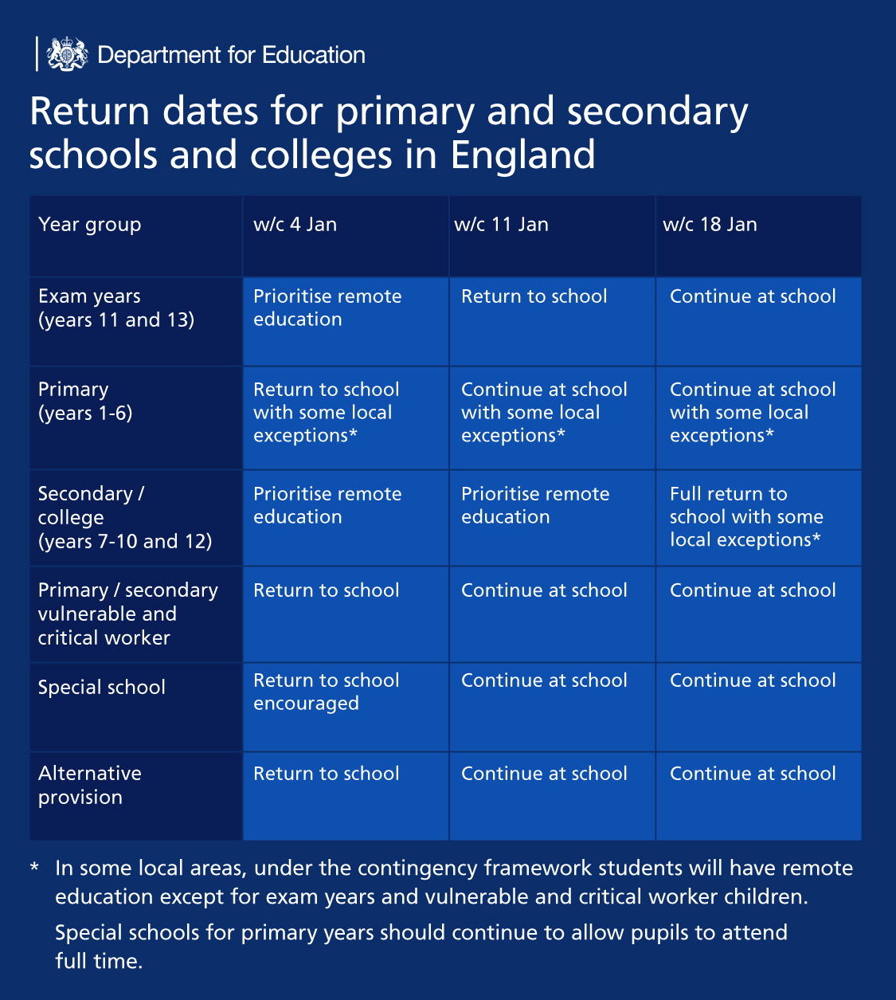 Department for Education
Return dates for primary and secondary
schools and colleges in England
Year group
w/c 4 Jan
w/c 11 Jan
w/c 18 Jan
Exam years
(years 11 and 13)
Prioritise remote
education
Return to school
Continue at school
Primary
(years 1-6)
Return to school
with some local
exceptions*
Continue at school
with some local
exceptions*
Continue at school
with some local
exceptions*
Secondary /
college
(years 7-10 and 12)
Prioritise remote
education
Prioritise remote
education
Full return to
school with some
local exceptions*
Primary / secondary
vulnerable and
critical worker
Return to school
Continue at school
Continue at school
Special school
Return to school
encouraged
Continue at school
Continue at school
Alternative
provision
Return to school
Continue at school
Continue at school
* In some local areas, under the contingency framework students will have remote
education except for exam years and vulnerable and critical worker children.
Special schools for primary years should continue to allow pupils to attend
full time.